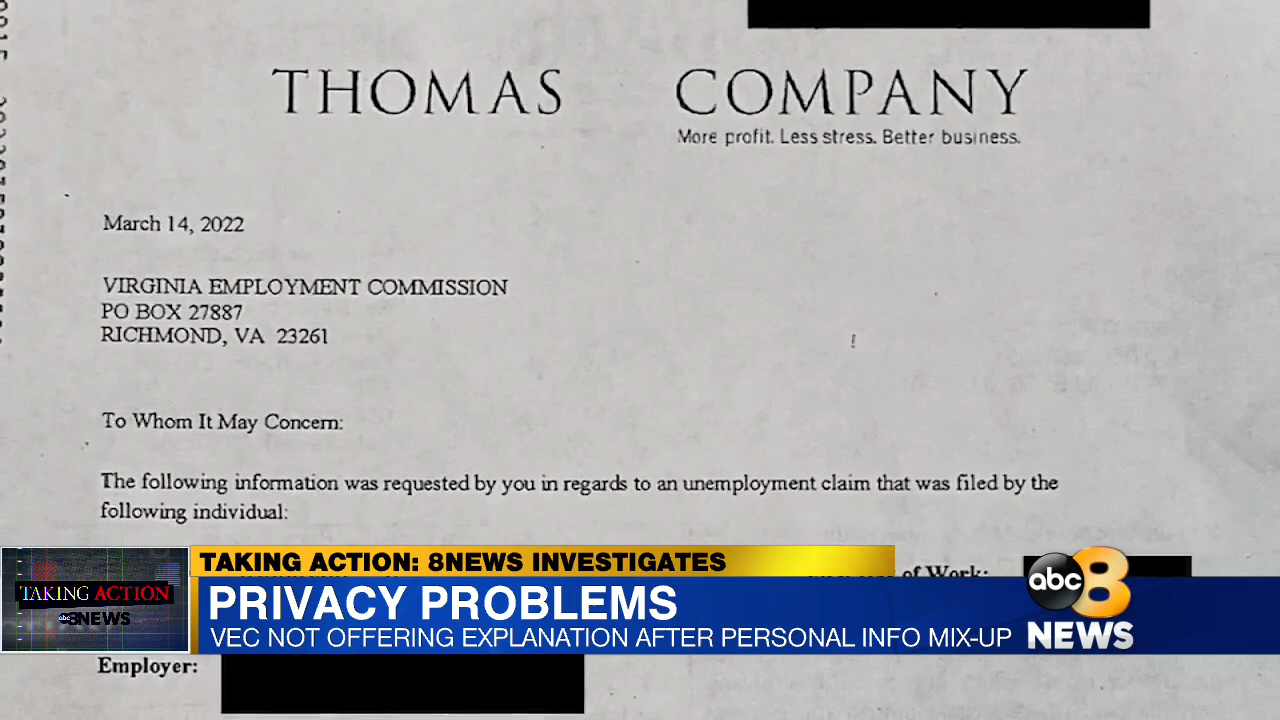 THOMAS COMPANY
More profit. Less stress. Better business.
March 14, 2022
VIRGINIA EMPLOYMENT COMMISSION
PO BOX 27887
RICHMOND, VA 23261
To Whom It May Concern:
The following information was requested by you in regards to an unemployment claim that was filed by the
following individual:
of Work:
TAKING ACTION: 8NEWS INVESTIGATES
PRIVACY PROBLEMS
VEC NOT OFFERING EXPLANATION AFTER PERSONAL INFO MIX-UP
TAKING ACTION
abc 8NEWS
abc 8
NEWS
Employer: